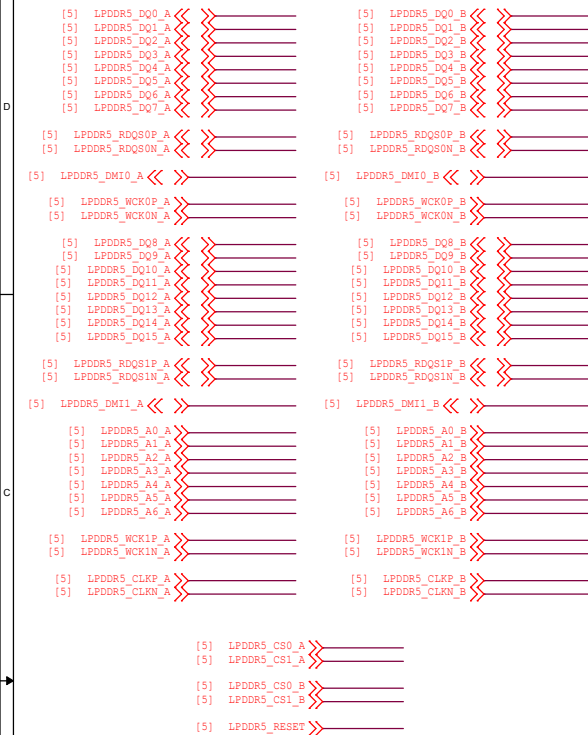 [5] LPDDR5_DQ0_A [5] LPDDR5_DQ0_B
[5] LPDDR5_DQ1_A [5] LPDDR5_DQ1_B
[5] LPDDR5_DQ2_A [5] LPDDR5_DQ2_B
[5] LPDDR5_DQ3_A [5] LPDDR5_DQ3_B
[5] LPDDR5_DQ4_A [5] LPDDR5_DQ4_B
[5] LPDDR5_DQ5_A [5] LPDDR5_DQ5_B
[5] LPDDR5_DQ6_A [5] LPDDR5_DQ6_B
D [5] LPDDR5_DQ7_A [5] LPDDR5_DQ7_B
[5] LPDDR5_RDQS0P_A [5] LPDDR5_RDQS0P_B
[5] LPDDR5_RDQS0N_A [5] LPDDR5_RDQS0N_B
[5] LPDDR5_DMI0_A [5] LPDDR5_DMI0_B
[5] LPDDR5_WCK0P_A [5] LPDDR5_WCK0P_B
[5] LPDDR5_WCK0N_A [5] LPDDR5_WCK0N_B
[5] LPDDR5_DQ8_A [5] LPDDR5_DQ8_B
[5] LPDDR5_DQ9_A [5] LPDDR5_DQ9_B
[5] LPDDR5_DQ10_A [5] LPDDR5_DQ10_B
[5] LPDDR5_DQ11_A [5] LPDDR5_DQ11_B
[5] LPDDR5_DQ12_A [5] LPDDR5_DQ12_B
[5] LPDDR5_DQ13_A [5] LPDDR5_DQ13_B
[5] LPDDR5_DQ14_A [5] LPDDR5_DQ14_B
[5] LPDDR5_DQ15_A [5] LPDDR5_DQ15_B
[5] LPDDR5_RDQS1P_A [5] LPDDR5_RDQS1P_B
[5] LPDDR5_RDQS1N_A [5] LPDDR5_RDQS1N_B
[5] LPDDR5_DMI1_A [5] LPDDR5_DMI1_B
[5] LPDDR5_A0_A [5] LPDDR5_A0_B
[5] LPDDR5_A1_A [5] LPDDR5_A1_B
[5] LPDDR5_A2_A [5] LPDDR5_A2_B
[5] LPDDR5_A3_A [5] LPDDR5_A3_B
[5] LPDDR5_A4_A [5] LPDDR5_A4_B
C [5] LPDDR5_A5_A [5] LPDDR5_A5_B
[5] LPDDR5_A6_A [5] LPDDR5_A6_B
[5] LPDDR5_WCK1P_A [5] LPDDR5_WCK1P_B
[5] LPDDR5_WCK1N_A [5] LPDDR5_WCK1N_B
[5] LPDDR5_CLKP_A [5] LPDDR5_CLKP_B
[5] LPDDR5_CLKN_A [5] LPDDR5_CLKN_B
[5] LPDDR5_CS0_A
[5] LPDDR5_CS1_A
[5] LPDDR5_CS0_B
[5] LPDDR5_CS1_B
[5] LPDDR5_RESET